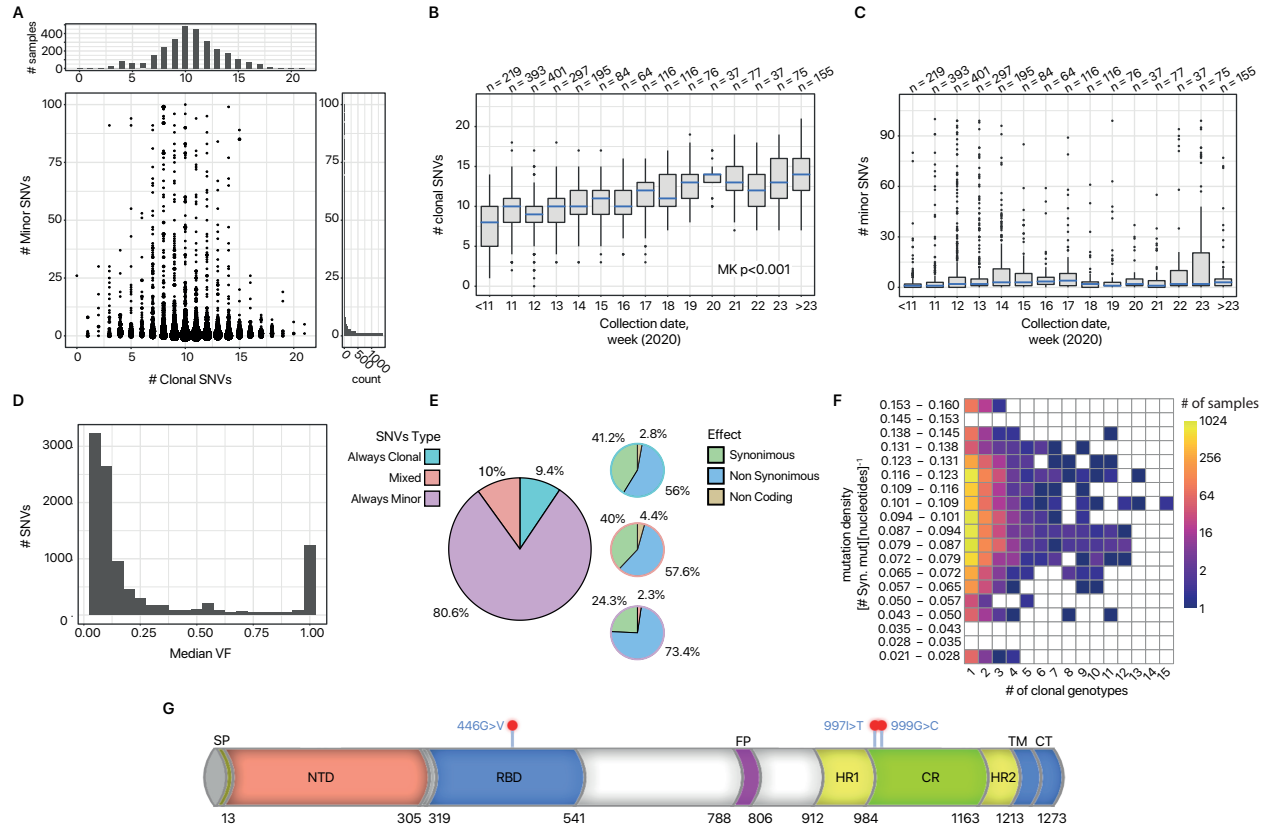 A
# samples
400
200
0
0
5
10
15
20
# Minor SNVs
100
75
50
25
0
0
5
10
15
20
# Clonal SNVs
100
75
50
25
0
0
500
1000
count
B
n = 219
n = 393
n = 401
n = 297
n = 195
n = 84
n = 64
n = 116
n = 116
n = 76
n = 37
n = 77
n = 37
n = 75
n = 155
# clonal SNVs
20
15
10
5
0
MK p<0.001
<11 11 12 13 14 15 16 17 18 19 20 21 22 23 >23
Collection date,
week (2020)
C
n = 219
n = 393
n = 401
n = 297
n = 195
n = 84
n = 64
n = 116
n = 116
n = 76
n = 37
n = 77
n = 37
n = 75
n = 155
# minor SNVs
90
60
30
0
<11 11 12 13 14 15 16 17 18 19 20 21 22 23 >23
Collection date,
week (2020)
D
# SNVs
3000
2000
1000
0
0.00 0.25 0.50 0.75 1.00
Median VF
E
SNVs Type
Always Clonal
Mixed
Always Minor
10%
9.4%
80.6%
41.2%
2.8%
56%
40%
4.4%
57.6%
24.3%
2.3%
73.4%
Effect
Synonimous
Non Synonimous
Non Coding
F
mutation density
[# Syn. mut][nucleotides]⁻¹
0.153 – 0.160
0.145 – 0.153
0.138 – 0.145
0.131 – 0.138
0.123 – 0.131
0.116 – 0.123
0.109 – 0.116
0.101 – 0.109
0.094 – 0.101
0.087 – 0.094
0.079 – 0.087
0.072 – 0.079
0.065 – 0.072
0.057 – 0.065
0.050 – 0.057
0.043 – 0.050
0.035 – 0.043
0.028 – 0.035
0.021 – 0.028
1 2 3 4 5 6 7 8 9 10 11 12 13 14 15
# of clonal genotypes
# of samples
1024
256
64
16
2
1
G
446G>V
997I>T
999G>C
SP
FP
TM CT
NTD
RBD
HR1
CR
HR2
13 305 319 541 788 806 912 984 1163 1213 1273